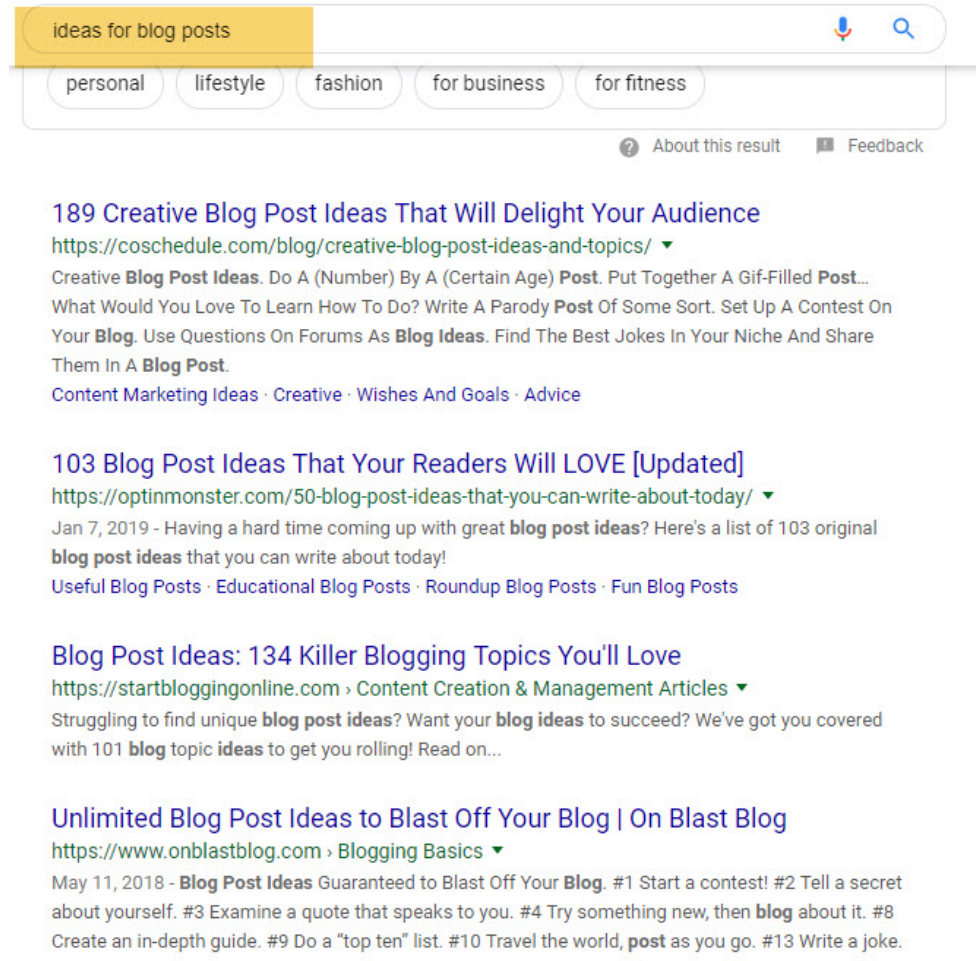 ideas for blog posts
personal lifestyle fashion for business for fitness
About this result Feedback
189 Creative Blog Post Ideas That Will Delight Your Audience
https://coschedule.com/blog/creative-blog-post-ideas-and-topics/
Creative Blog Post Ideas. Do A (Number) By A (Certain Age) Post. Put Together A Gif-Filled Post...
What Would You Love To Learn How To Do? Write A Parody Post Of Some Sort. Set Up A Contest On
Your Blog. Use Questions On Forums As Blog Ideas. Find The Best Jokes In Your Niche And Share
Them In A Blog Post.
Content Marketing Ideas · Creative · Wishes And Goals · Advice
103 Blog Post Ideas That Your Readers Will LOVE [Updated]
https://optinmonster.com/50-blog-post-ideas-that-you-can-write-about-today/
Jan 7, 2019 - Having a hard time coming up with great blog post ideas? Here's a list of 103 original
blog post ideas that you can write about today!
Useful Blog Posts · Educational Blog Posts · Roundup Blog Posts · Fun Blog Posts
Blog Post Ideas: 134 Killer Blogging Topics You'll Love
https://startbloggingonline.com › Content Creation & Management Articles
Struggling to find unique blog post ideas? Want your blog ideas to succeed? We've got you covered
with 101 blog topic ideas to get you rolling! Read on...
Unlimited Blog Post Ideas to Blast Off Your Blog | On Blast Blog
https://www.onblastblog.com › Blogging Basics
May 11, 2018 - Blog Post Ideas Guaranteed to Blast Off Your Blog. #1 Start a contest! #2 Tell a secret
about yourself. #3 Examine a quote that speaks to you. #4 Try something new, then blog about it. #8
Create an in-depth guide. #9 Do a “top ten” list. #10 Travel the world, post as you go. #13 Write a joke.